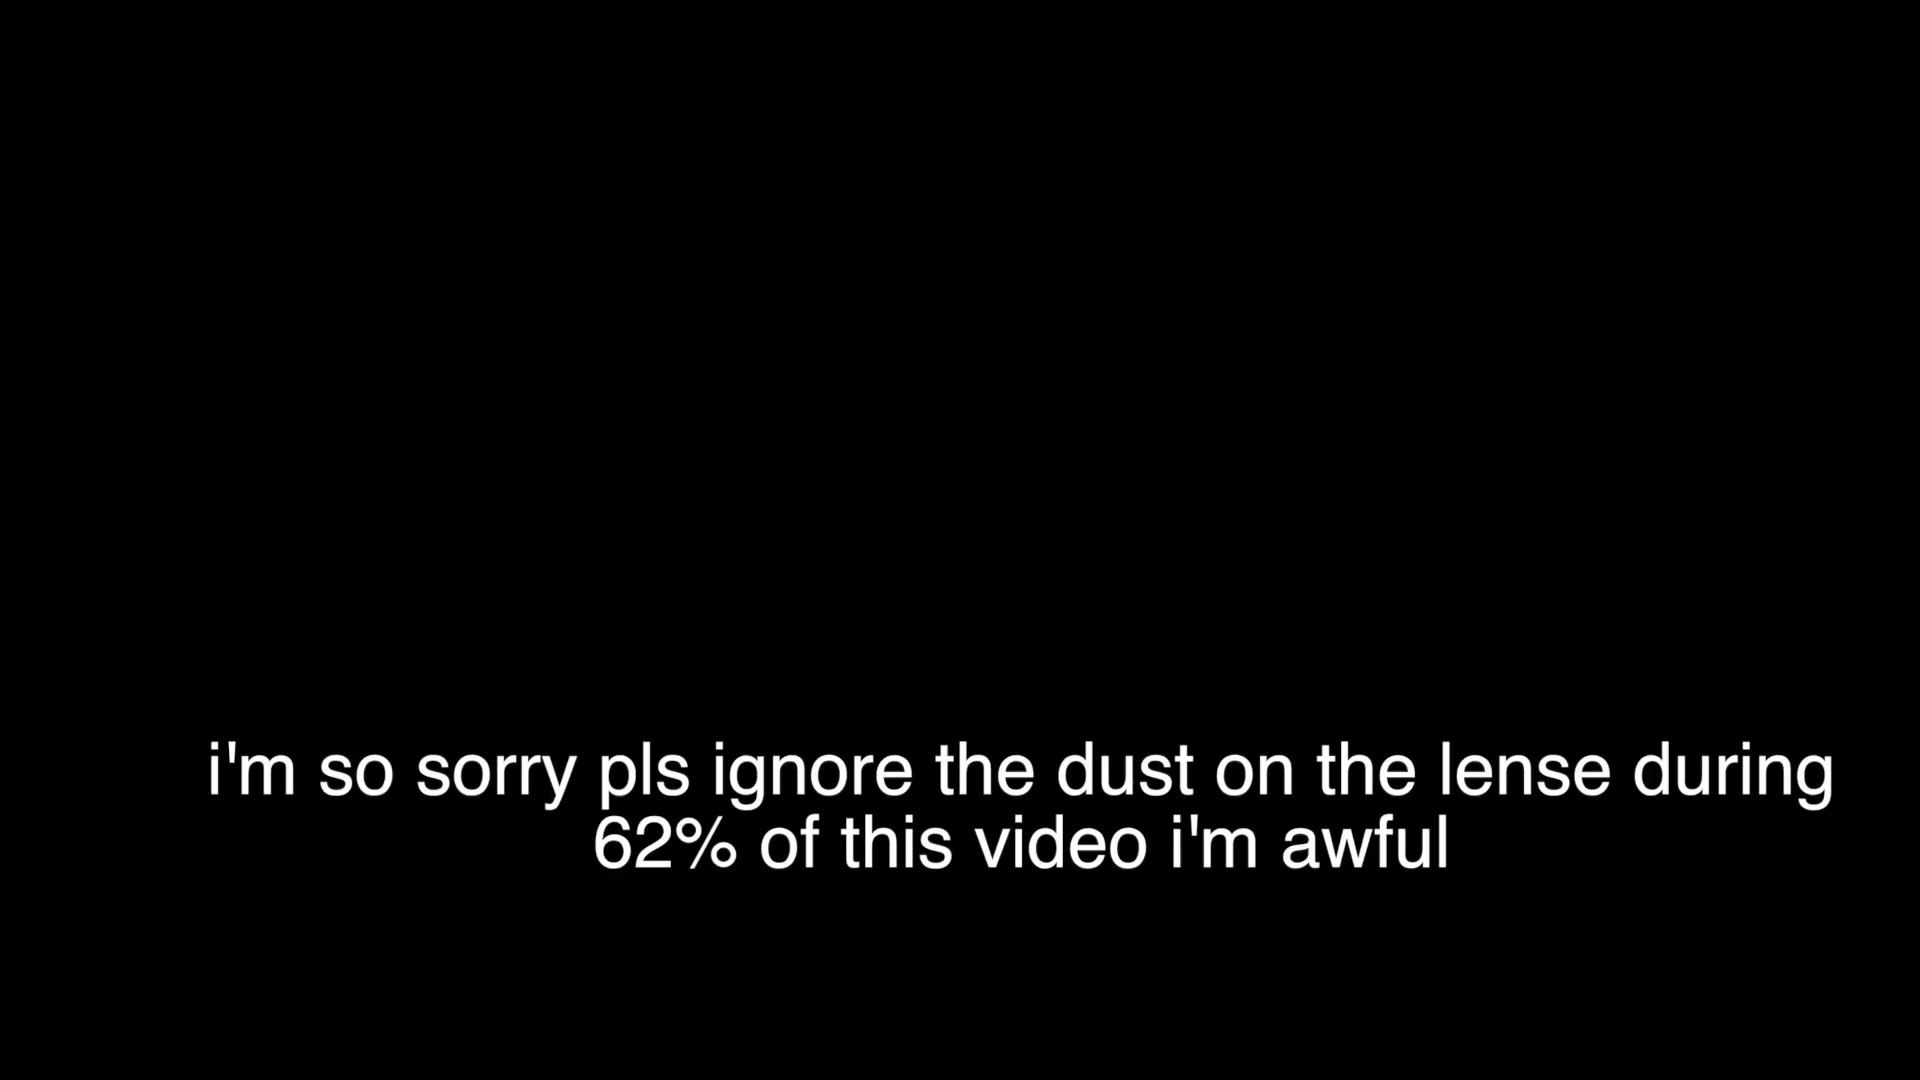 i'm so sorry pls ignore the dust on the lense during
62% of this video i'm awful